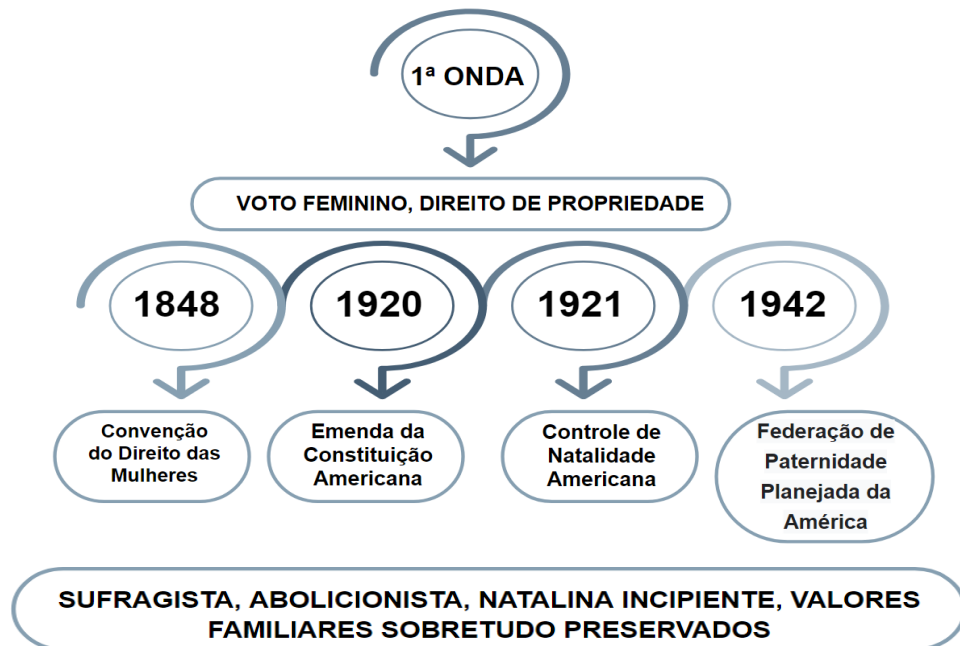 1ª ONDA
VOTO FEMININO, DIREITO DE PROPRIEDADE
1848
1920
1921
1942
Convenção
do Direito das
Mulheres
Emenda da
Constituição
Americana
Controle de
Natalidade
Americana
Federação de
Paternidade
Planejada da
América
SUFRAGISTA, ABOLICIONISTA, NATALINA INCIPIENTE, VALORES
FAMILIARES SOBRETUDO PRESERVADOS